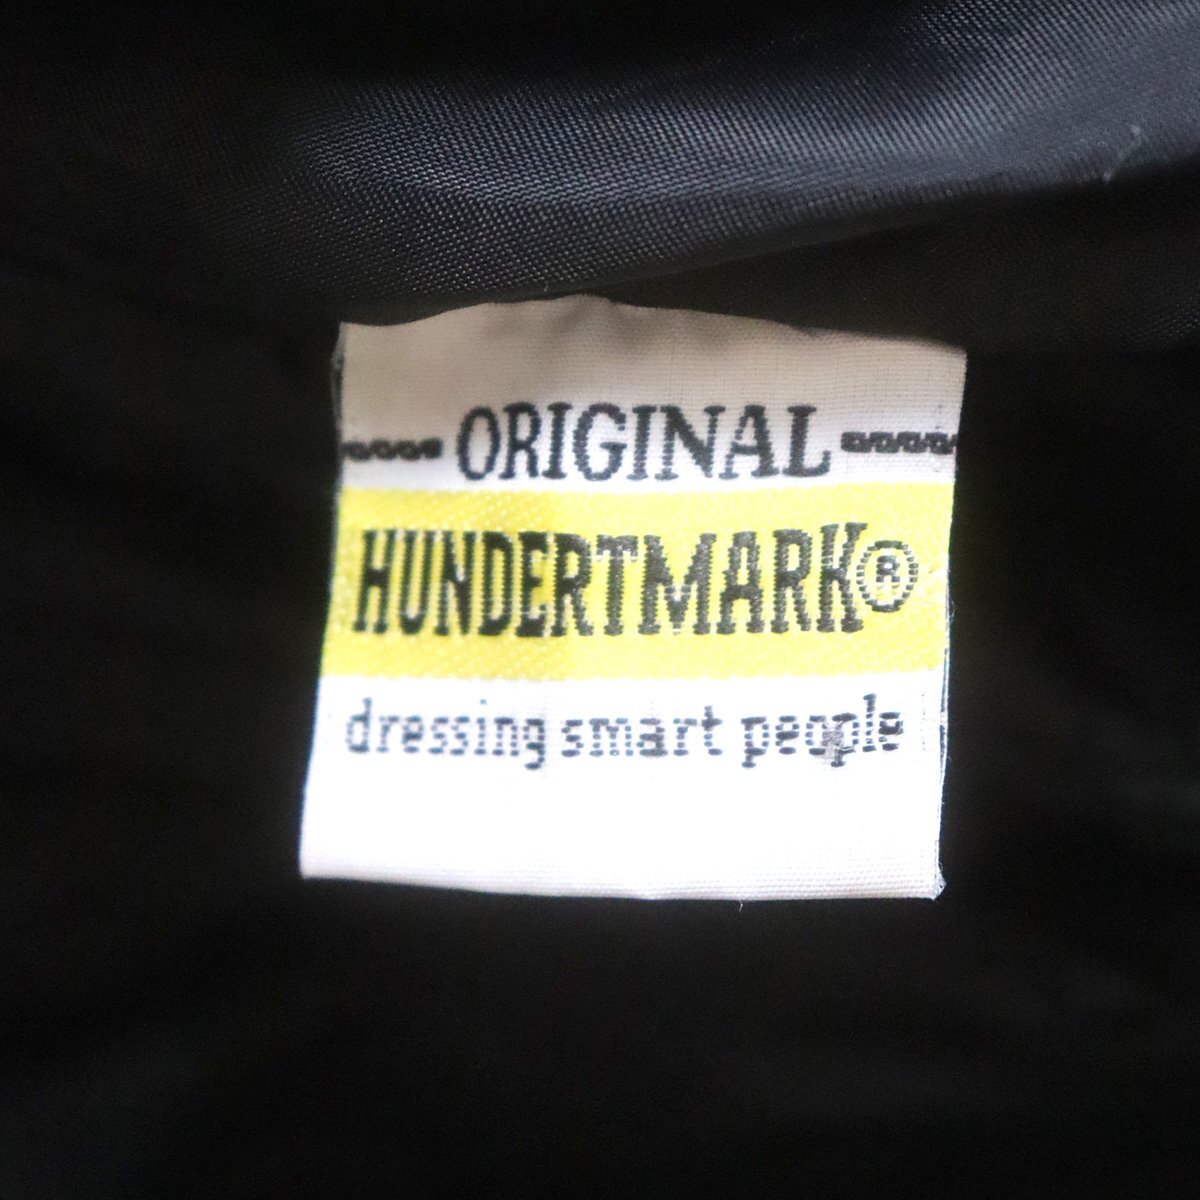 ORIGINAL
HUNDERTMARK®
dressing smart people